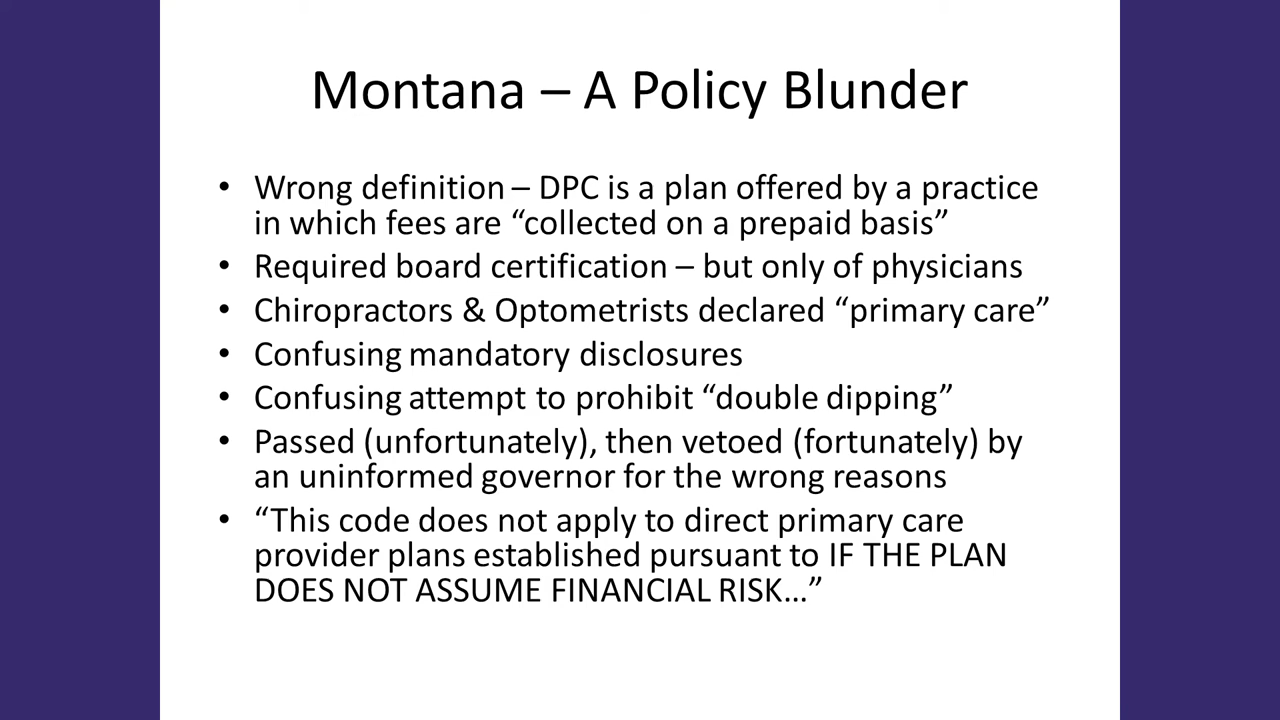 Montana – A Policy Blunder
• Wrong definition – DPC is a plan offered by a practice
in which fees are “collected on a prepaid basis”
• Required board certification – but only of physicians
• Chiropractors & Optometrists declared “primary care”
• Confusing mandatory disclosures
• Confusing attempt to prohibit “double dipping”
• Passed (unfortunately), then vetoed (fortunately) by
an uninformed governor for the wrong reasons
• “This code does not apply to direct primary care
provider plans established pursuant to IF THE PLAN
DOES NOT ASSUME FINANCIAL RISK…”